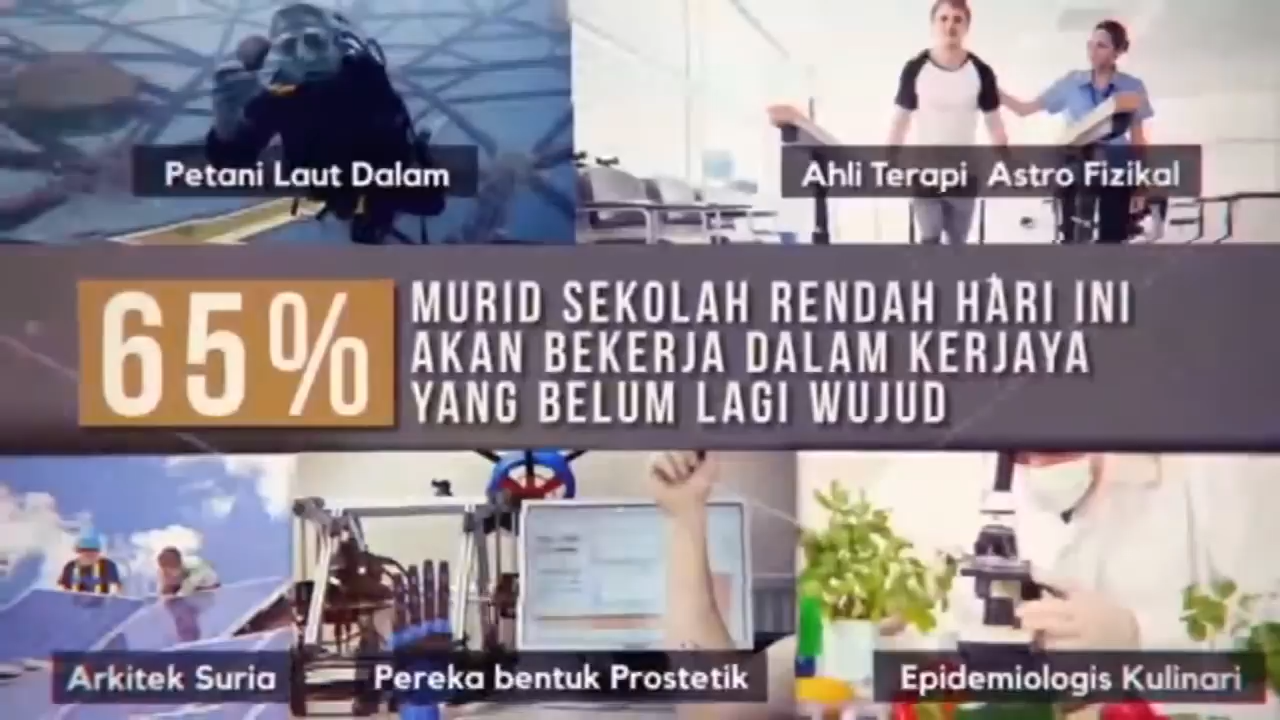 Petani Laut Dalam
Ahli Terapi Astro Fizikal
65%
MURID SEKOLAH RENDAH HARI INI
AKAN BEKERJA DALAM KERJAYA
YANG BELUM LAGI WUJUD
Arkitek Suria
Pereka bentuk Prostetik
Epidemiologis Kulinari